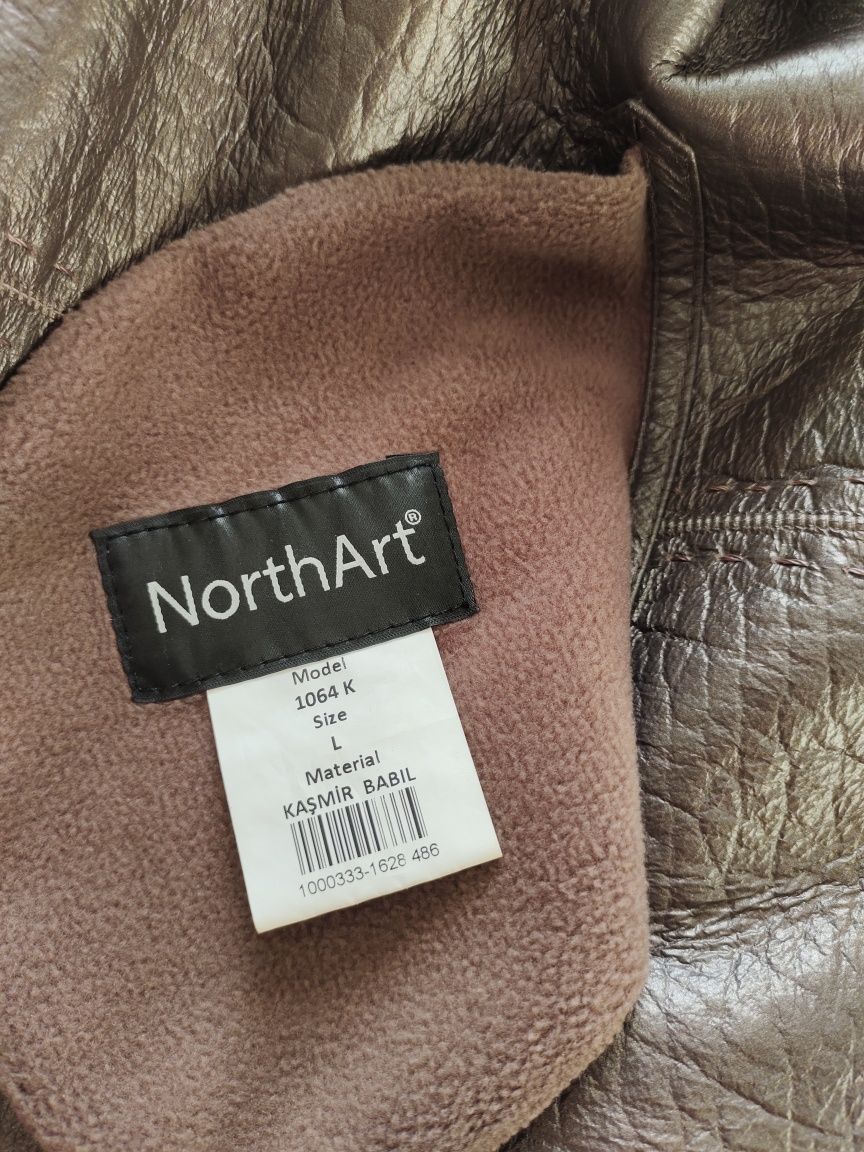 NorthArt®
Model
1064 K
Size
L
Material
KAŞMİR BABIL
1000333-1628 486